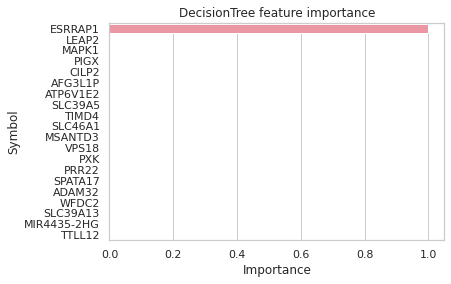 DecisionTree feature importance
ESRRAP1
LEAP2
MAPK1
PIGX
CILP2
AFG3L1P
ATP6V1E2
SLC39A5
TIMD4
SLC46A1
MSANTD3
VPS18
PXK
PRR22
SPATA17
ADAM32
WFDC2
SLC39A13
MIR4435-2HG
TTLL12
Symbol
0.0 0.2 0.4 0.6 0.8 1.0
Importance